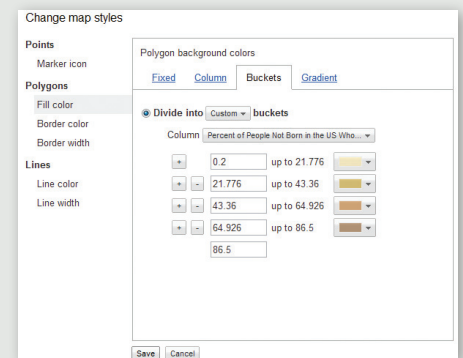 Change map styles
Points
Marker icon
Polygons
Fill color
Border color
Border width
Lines
Line color
Line width
Polygon background colors
Fixed Column Buckets Gradient
Divide into Custom buckets
Column Percent of People Not Born in the US Who...
+ 0.2 up to 21.776
+ - 21.776 up to 43.36
+ - 43.36 up to 64.926
+ - 64.926 up to 86.5
86.5
Save Cancel